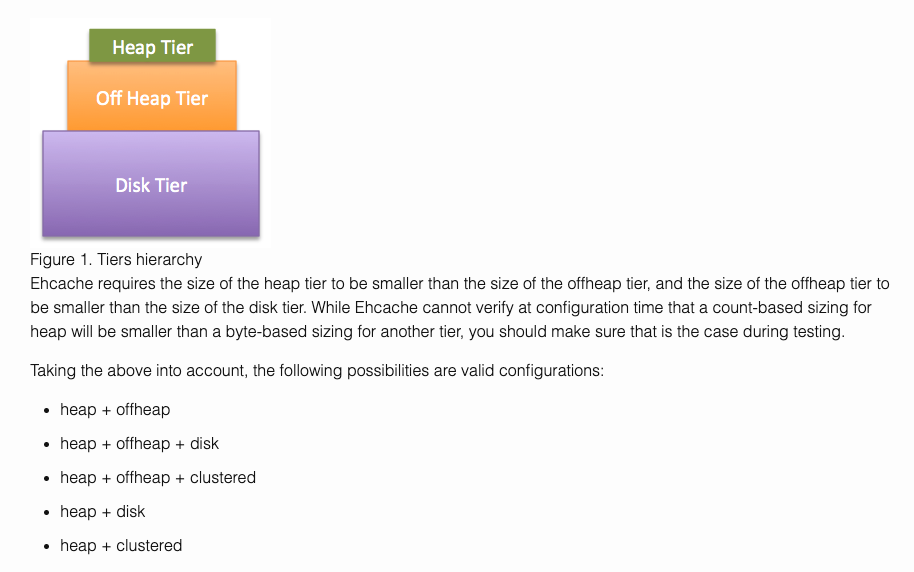 Heap Tier
Off Heap Tier
Disk Tier
Figure 1. Tiers hierarchy
Ehcache requires the size of the heap tier to be smaller than the size of the offheap tier, and the size of the offheap tier to
be smaller than the size of the disk tier. While Ehcache cannot verify at configuration time that a count-based sizing for
heap will be smaller than a byte-based sizing for another tier, you should make sure that is the case during testing.
Taking the above into account, the following possibilities are valid configurations:
• heap + offheap
• heap + offheap + disk
• heap + offheap + clustered
• heap + disk
• heap + clustered